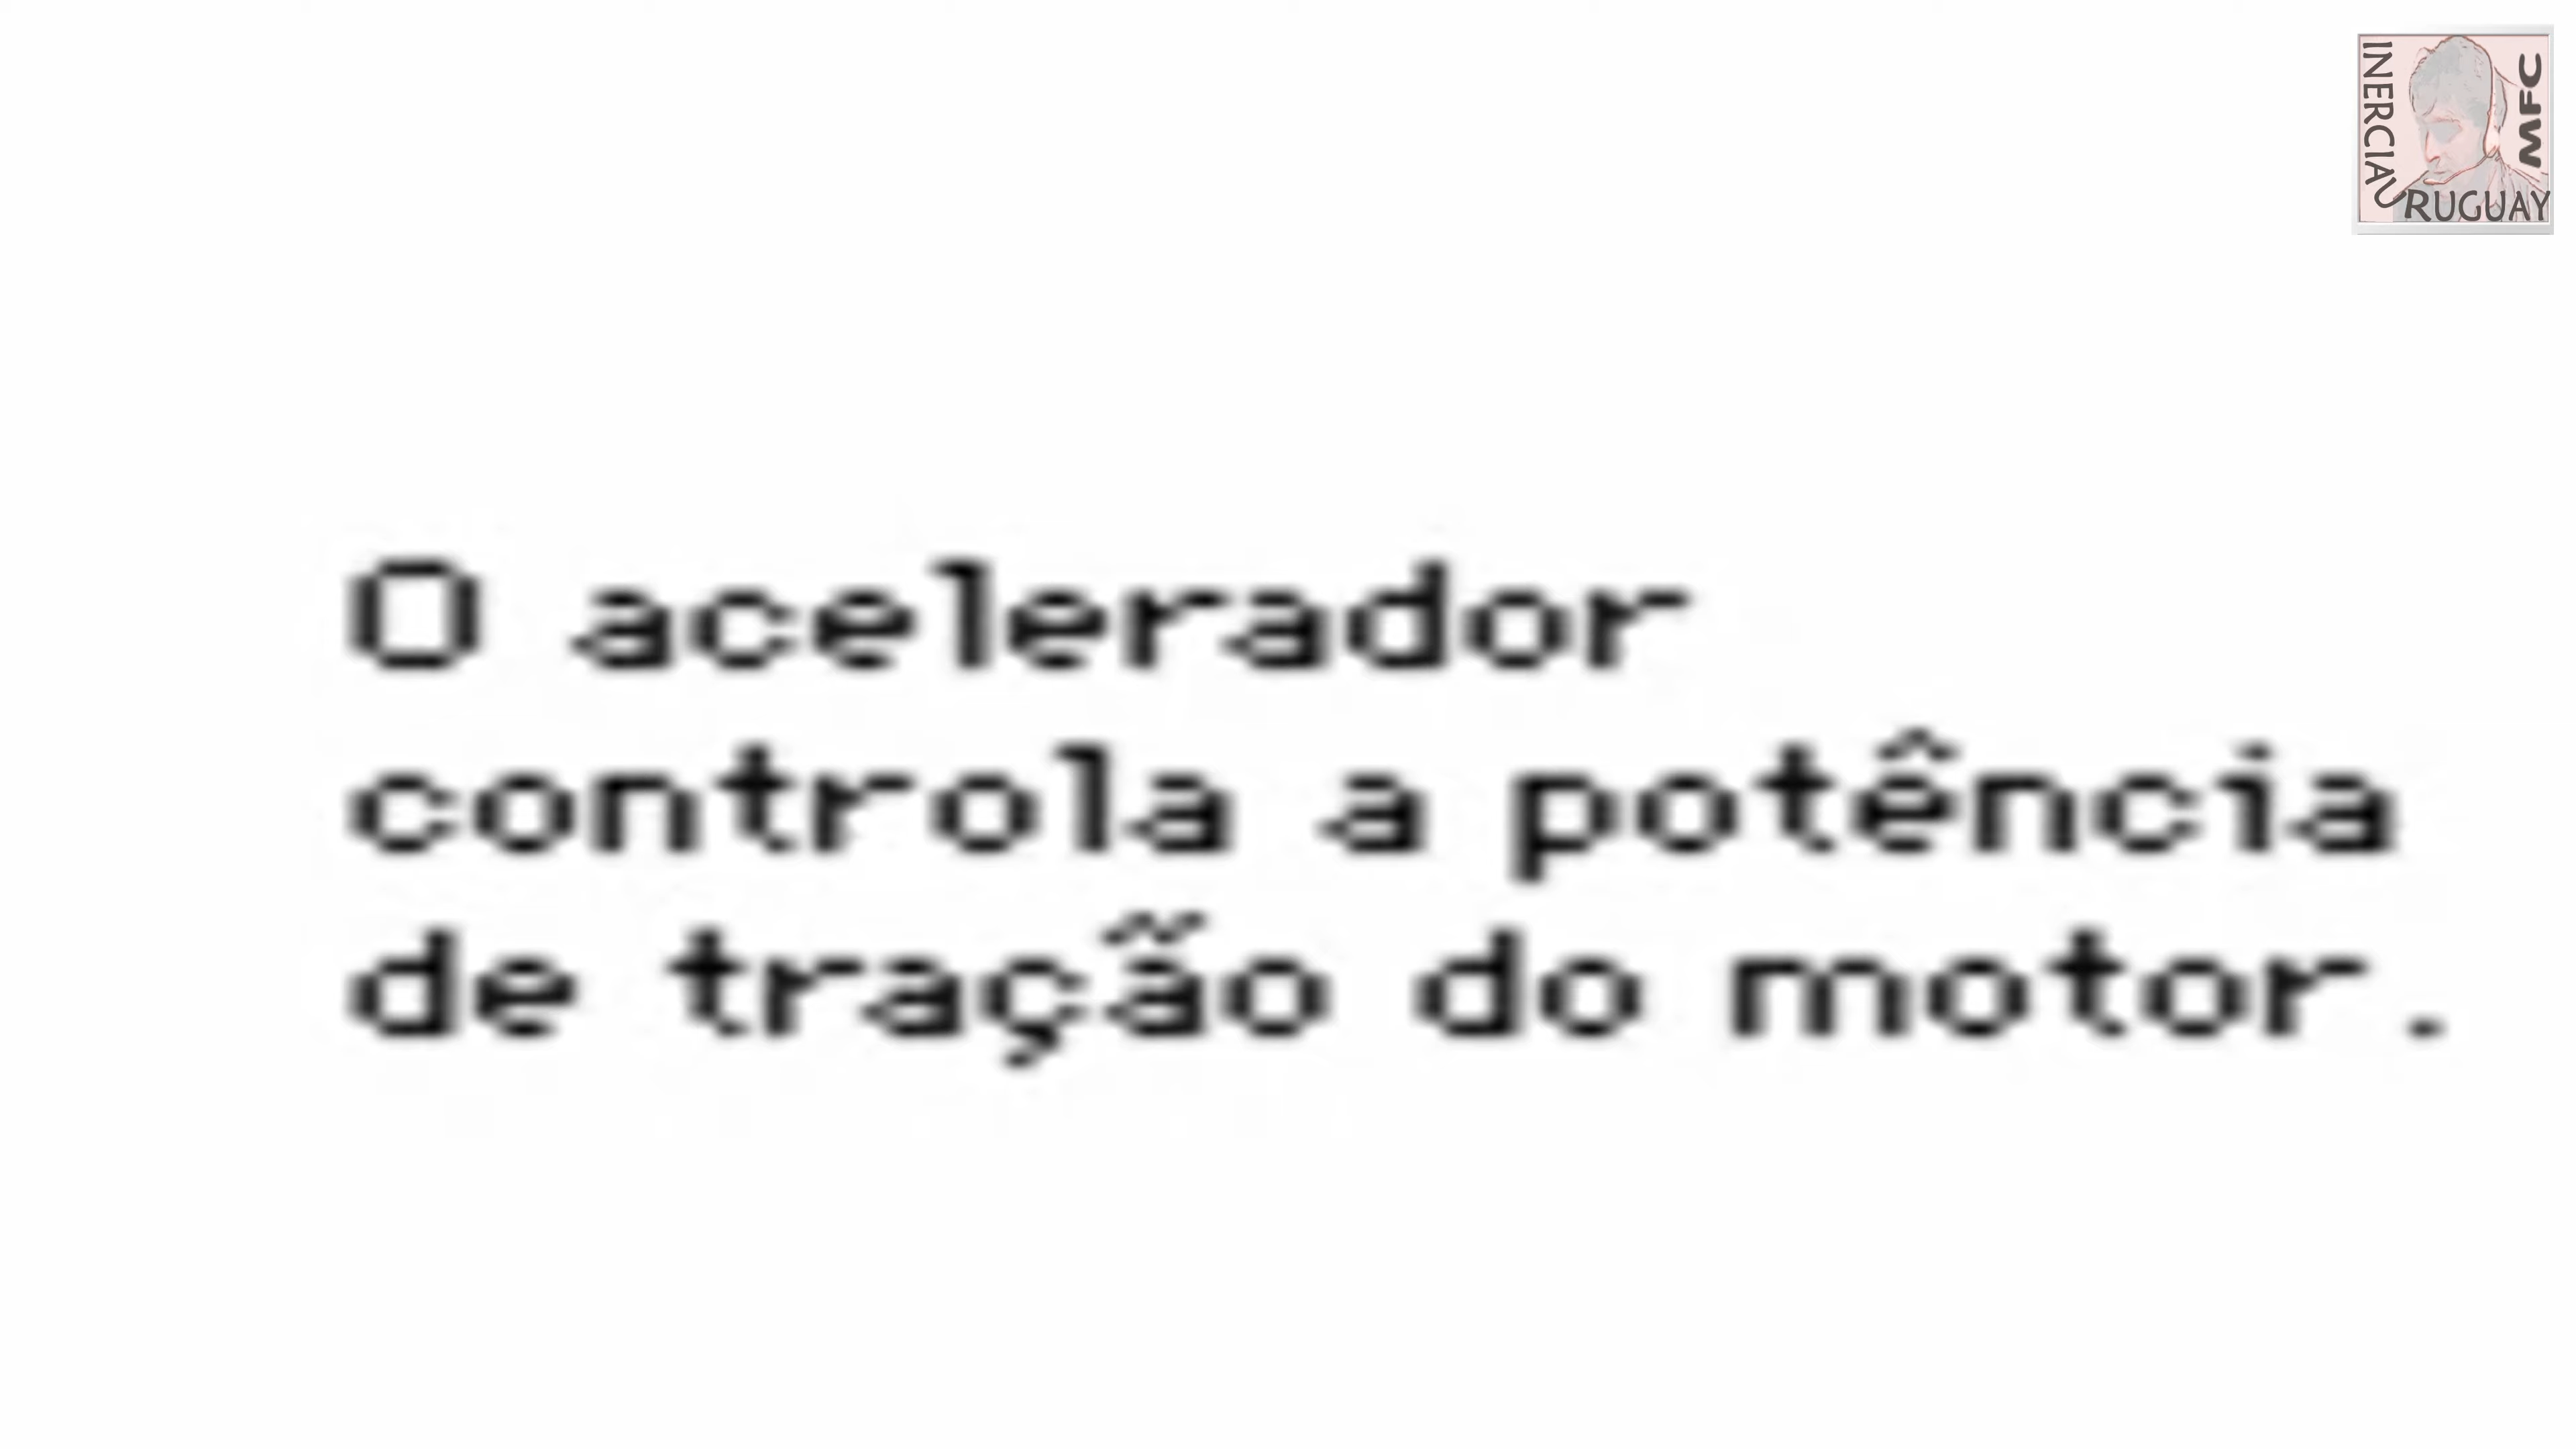 INERCIA URUGUAY
MFC
O acelerador
controla a potência
de tração do motor.